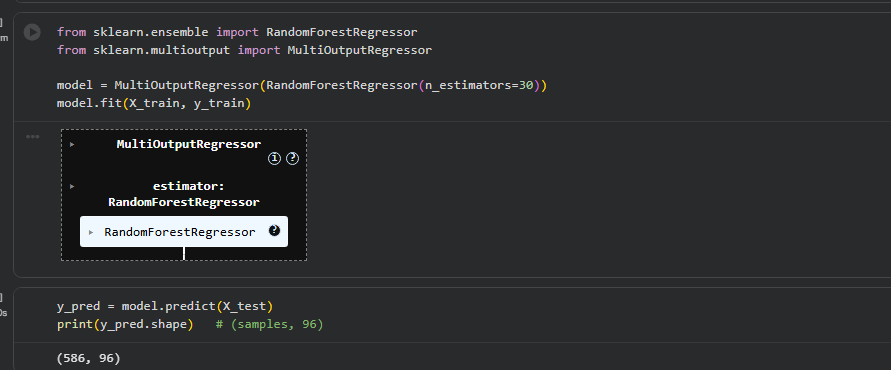 ]
m
from sklearn.ensemble import RandomForestRegressor
from sklearn.multioutput import MultiOutputRegressor
model = MultiOutputRegressor(RandomForestRegressor(n_estimators=30))
model.fit(X_train, y_train)
MultiOutputRegressor
i ?
estimator:
RandomForestRegressor
RandomForestRegressor ?
]
0s
y_pred = model.predict(X_test)
print(y_pred.shape)   # (samples, 96)
(586, 96)